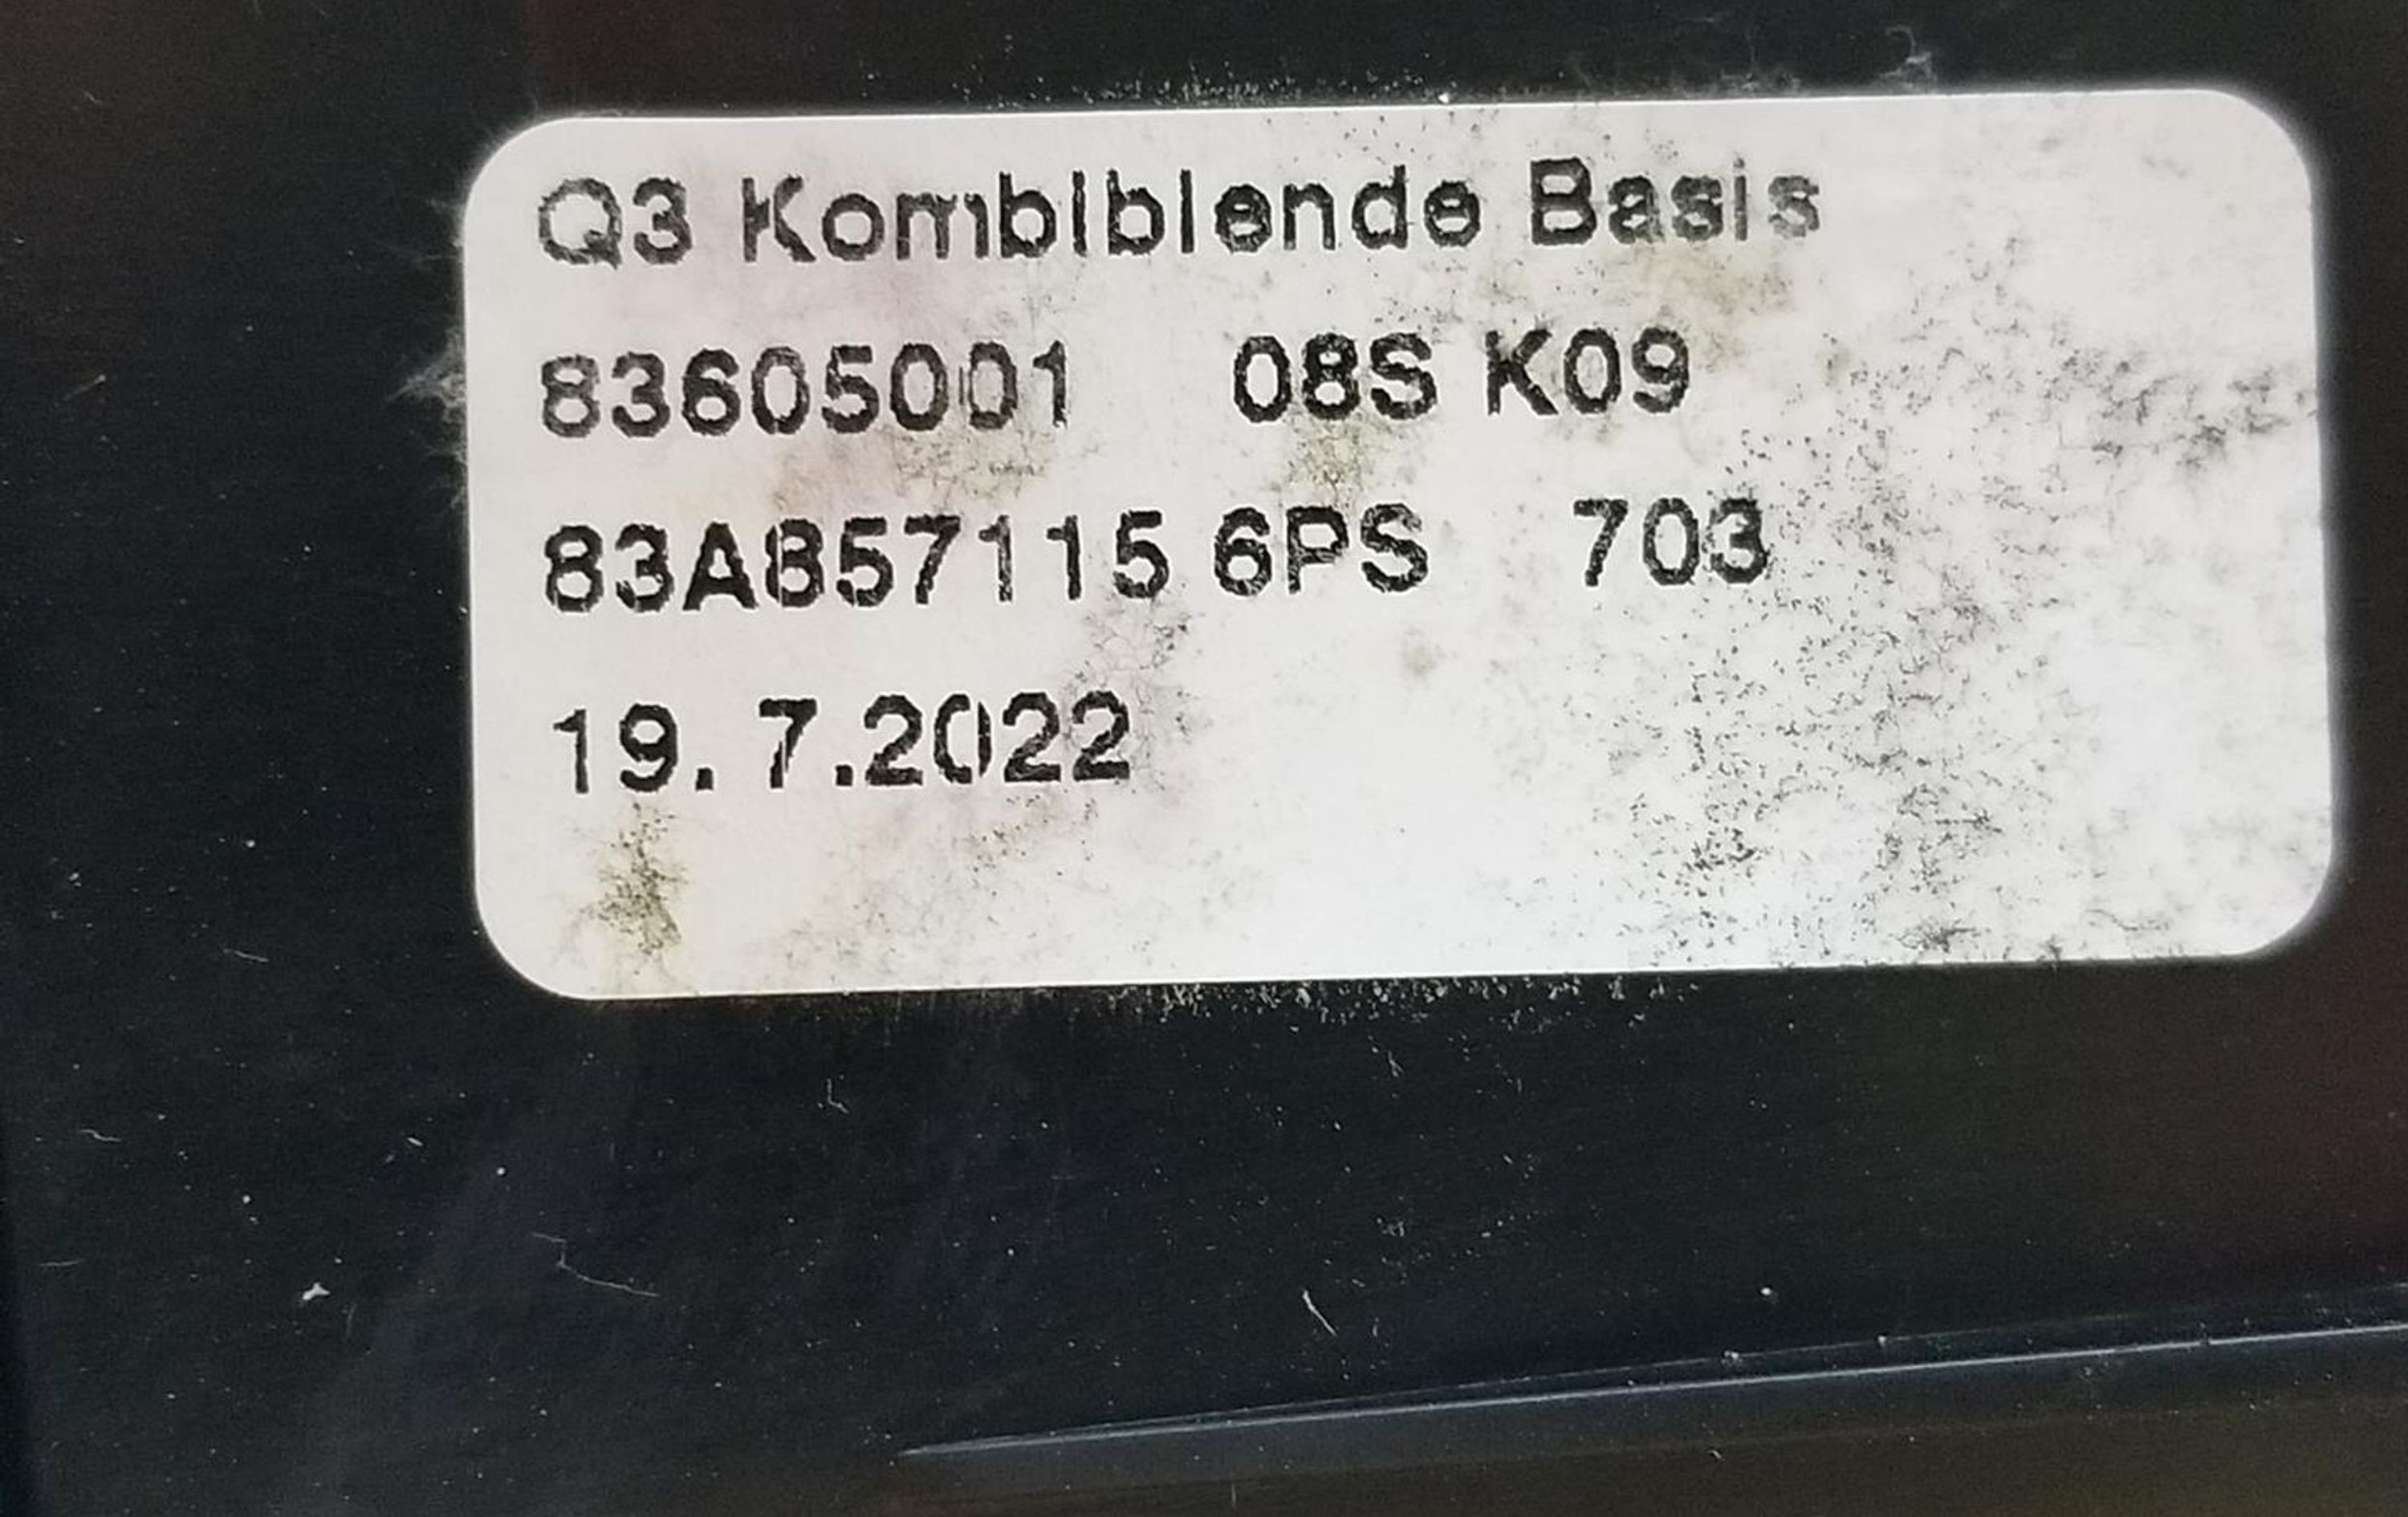 Q3 Kombiblende Basis
83605001 08S K09
83A857115 6PS 703
19. 7.2022